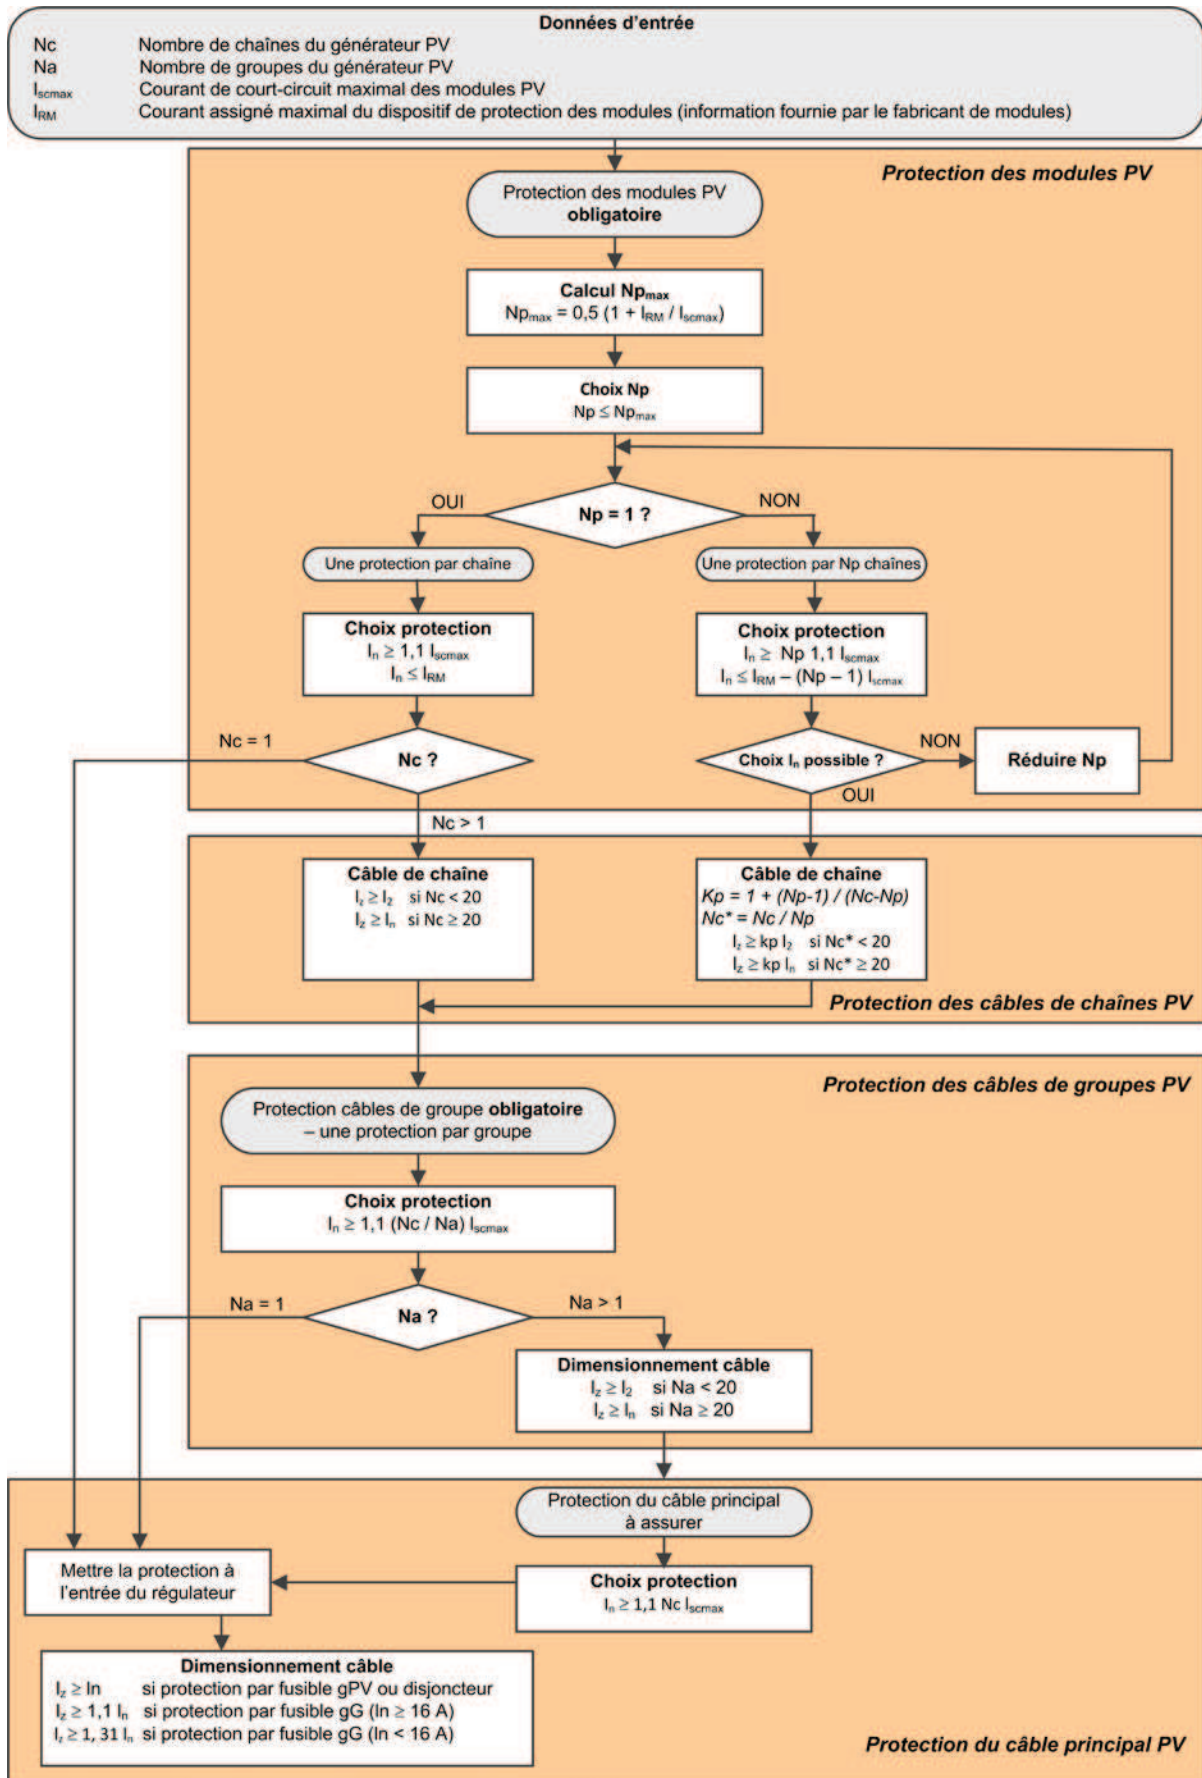 Données d'entrée
Nc Nombre de chaînes du générateur PV
Na Nombre de groupes du générateur PV
Iscmax Courant de court-circuit maximal des modules PV
IRM Courant assigné maximal du dispositif de protection des modules (information fournie par le fabricant de modules)
Protection des modules PV
Protection des modules PV
obligatoire
Calcul Npmax
Npmax = 0,5 (1 + IRM / Iscmax)
Choix Np
Np ≤ Npmax
OUI
Np = 1 ?
NON
Une protection par chaîne
Une protection par Np chaînes
Choix protection
In ≥ 1,1 Iscmax
In ≤ IRM
Choix protection
In ≥ Np 1,1 Iscmax
In ≤ IRM – (Np – 1) Iscmax
Nc = 1
Nc ?
Choix In possible ?
NON
Réduire Np
OUI
Nc > 1
Câble de chaîne
Iz ≥ I2 si Nc < 20
Iz ≥ In si Nc ≥ 20
Câble de chaîne
Kp = 1 + (Np-1) / (Nc-Np)
Nc* = Nc / Np
Iz ≥ kp I2 si Nc* < 20
Iz ≥ kp In si Nc* ≥ 20
Protection des câbles de chaînes PV
Protection des câbles de groupes PV
Protection câbles de groupe obligatoire
– une protection par groupe
Choix protection
In ≥ 1,1 (Nc / Na) Iscmax
Na = 1
Na ?
Na > 1
Dimensionnement câble
Iz ≥ I2 si Na < 20
Iz ≥ In si Na ≥ 20
Protection du câble principal
à assurer
Mettre la protection à
l'entrée du régulateur
Choix protection
In ≥ 1,1 Nc Iscmax
Dimensionnement câble
Iz ≥ In si protection par fusible gPV ou disjoncteur
Iz ≥ 1,1 In si protection par fusible gG (In ≥ 16 A)
Iz ≥ 1, 31 In si protection par fusible gG (In < 16 A)
Protection du câble principal PV